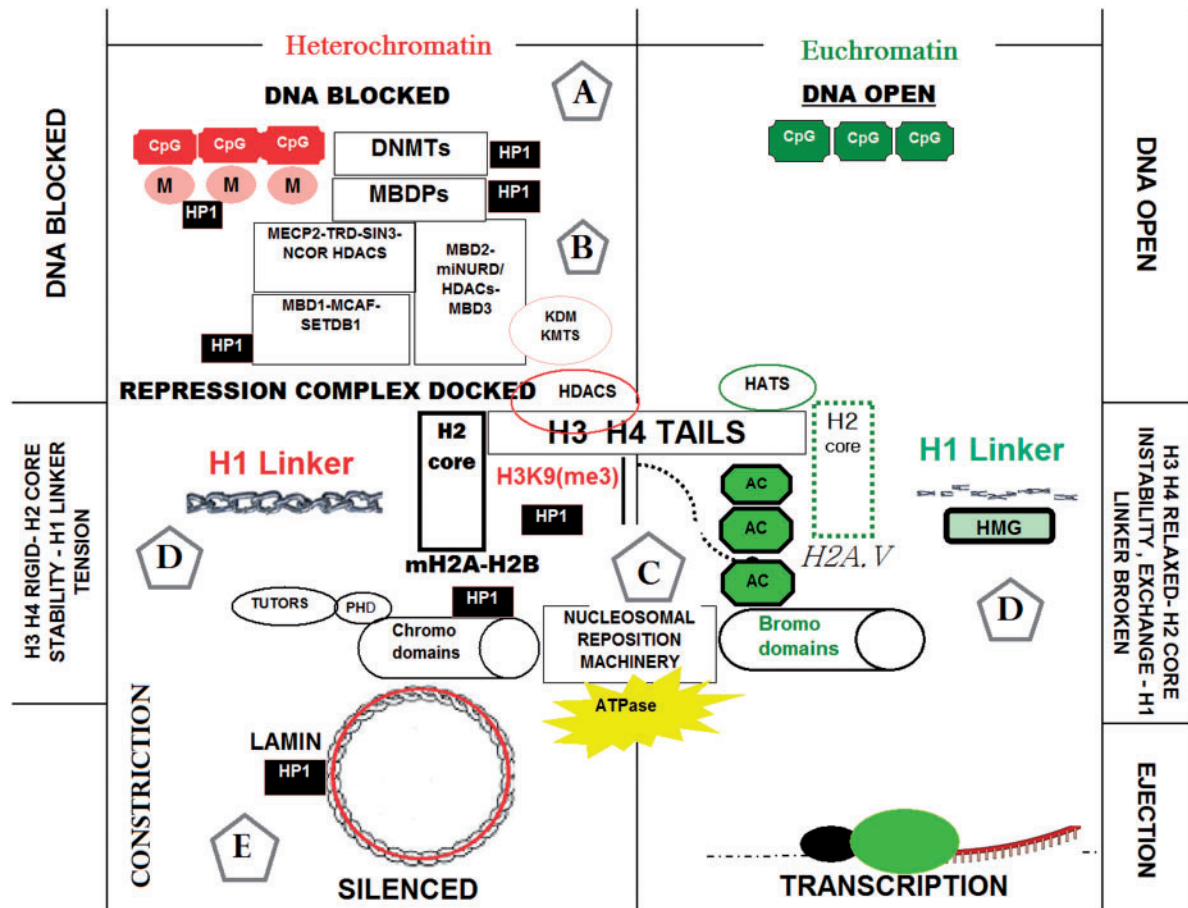 Heterochromatin
Euchromatin
A
DNA BLOCKED
DNA OPEN
DNA BLOCKED
DNA OPEN
CpG CpG CpG
DNMTs
HP1
CpG CpG CpG
M M M
MBDPs
HP1
HP1
MECP2-TRD-SIN3-
NCOR HDACS
MBD2-
miNURD/
HDACs-
MBD3
B
MBD1-MCAF-
SETDB1
HP1
KDM
KMTS
REPRESSION COMPLEX DOCKED
HDACS
HATS
H3 H4 RIGID- H2 CORE
STABILITY - H1 LINKER
TENSION
H1 Linker
H2
core
H3 H4 TAILS
H2
core
H1 Linker
H3 H4 RELAXED- H2 CORE
INSTABILITY , EXCHANGE - H1
LINKER BROKEN
H3K9(me3)
HP1
AC
AC
AC
HMG
H2A.V
D
mH2A-H2B
HP1
C
D
TUTORS
PHD
Chromo
domains
NUCLEOSOMAL
REPOSITION
MACHINERY
Bromo
domains
ATPase
CONSTRICTION
LAMIN
HP1
E
SILENCED
TRANSCRIPTION
EJECTION